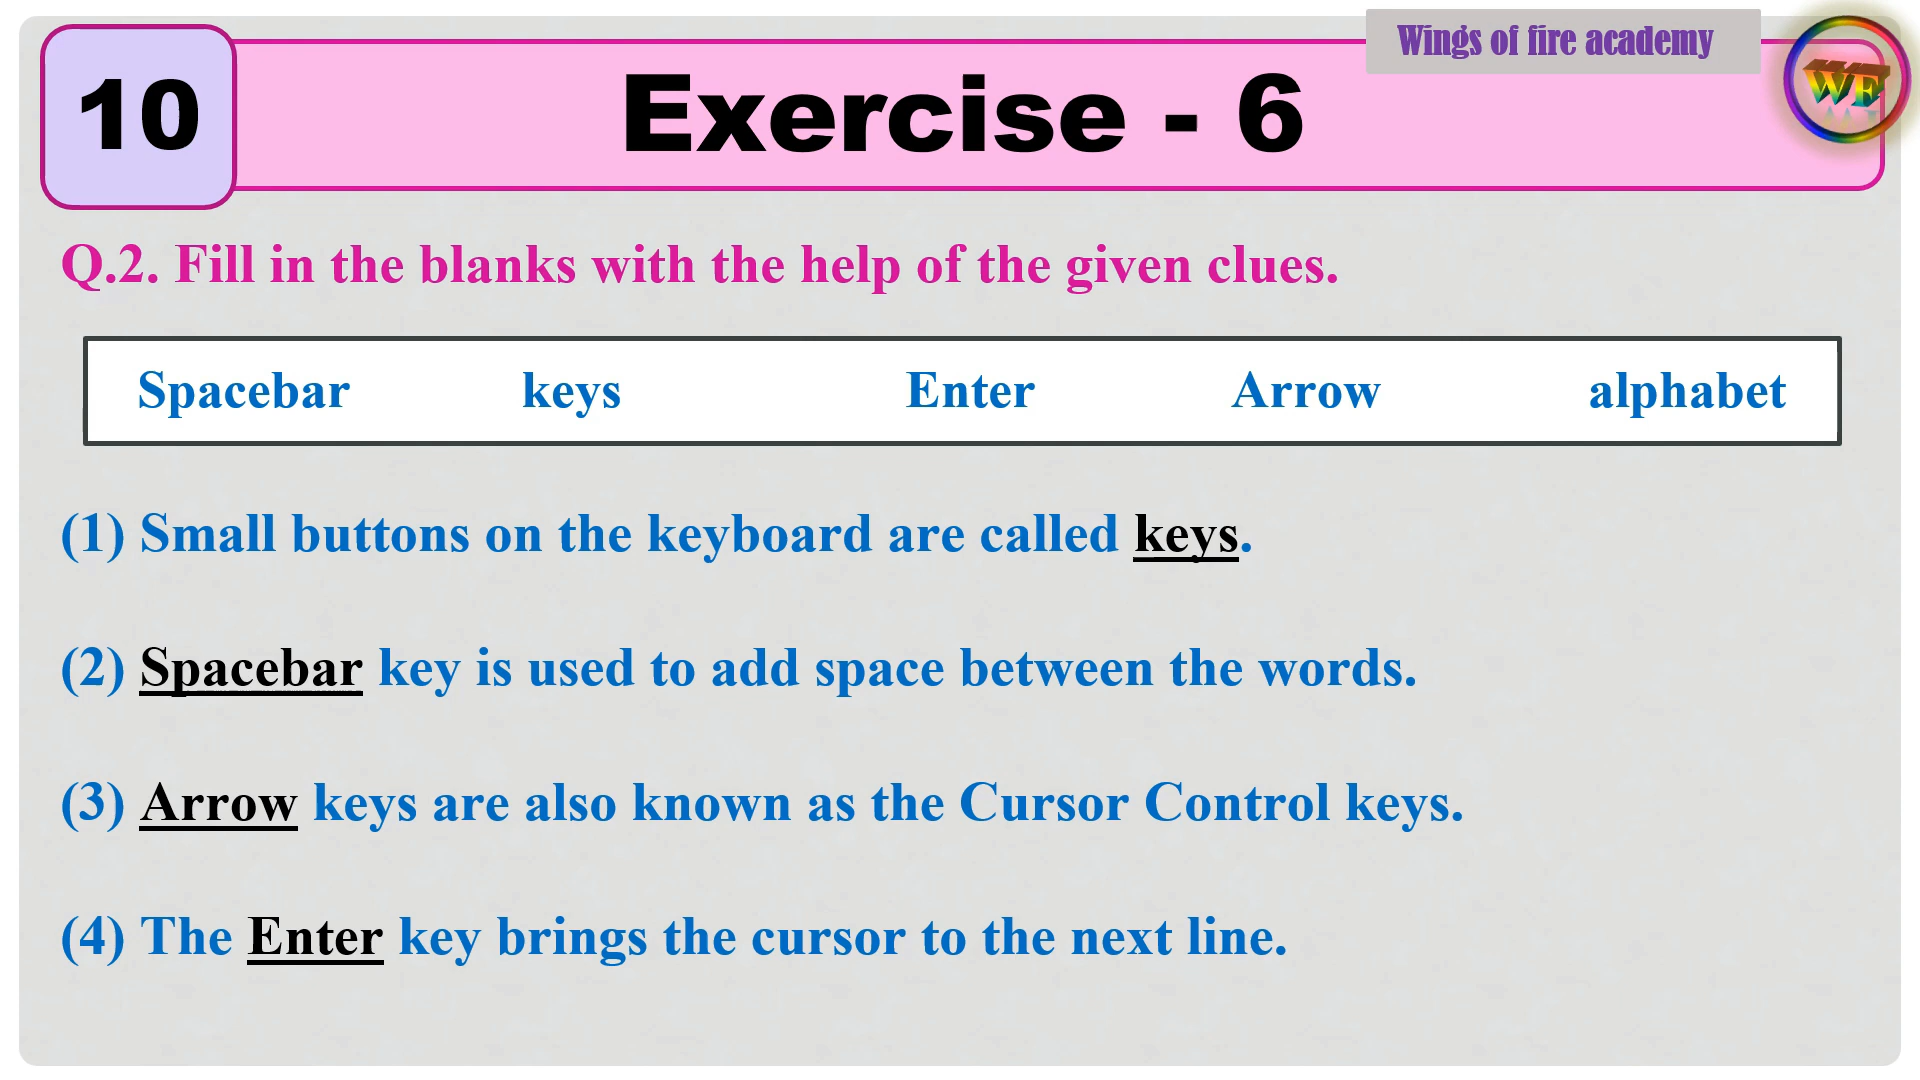 Wings of fire academy
WE
10
Exercise - 6
Q.2. Fill in the blanks with the help of the given clues.
Spacebar keys Enter Arrow alphabet
(1) Small buttons on the keyboard are called keys.
(2) Spacebar key is used to add space between the words.
(3) Arrow keys are also known as the Cursor Control keys.
(4) The Enter key brings the cursor to the next line.